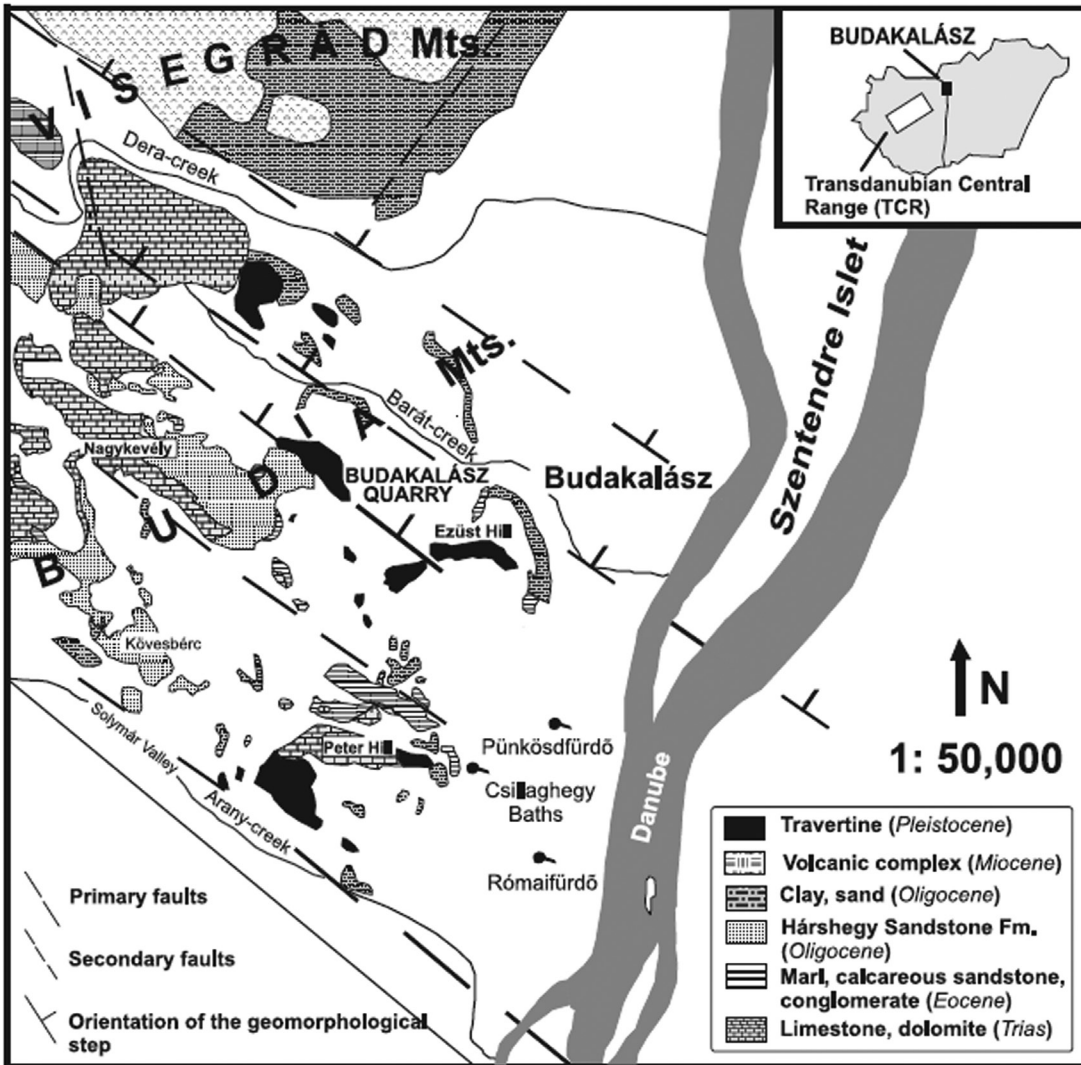 VISEGRÁD Mts.
BUDAKALÁSZ
Transdanubian Central
Range (TCR)
Dera-creek
Szentendre Islet
BUDA Mts.
Barát-creek
Nagykevély
BUDAKALÁSZ
QUARRY
Budakalász
Ezüst Hill
Kövesbérc
Solymár Valley
Peter Hill
Pünkösdfürdő
Csillaghegy
Baths
Arany-creek
Rómaifürdő
Danube
N
1: 50,000
Primary faults
Secondary faults
Orientation of the geomorphological
step
Travertine (Pleistocene)
Volcanic complex (Miocene)
Clay, sand (Oligocene)
Hárshegy Sandstone Fm.
(Oligocene)
Marl, calcareous sandstone,
conglomerate (Eocene)
Limestone, dolomite (Trias)